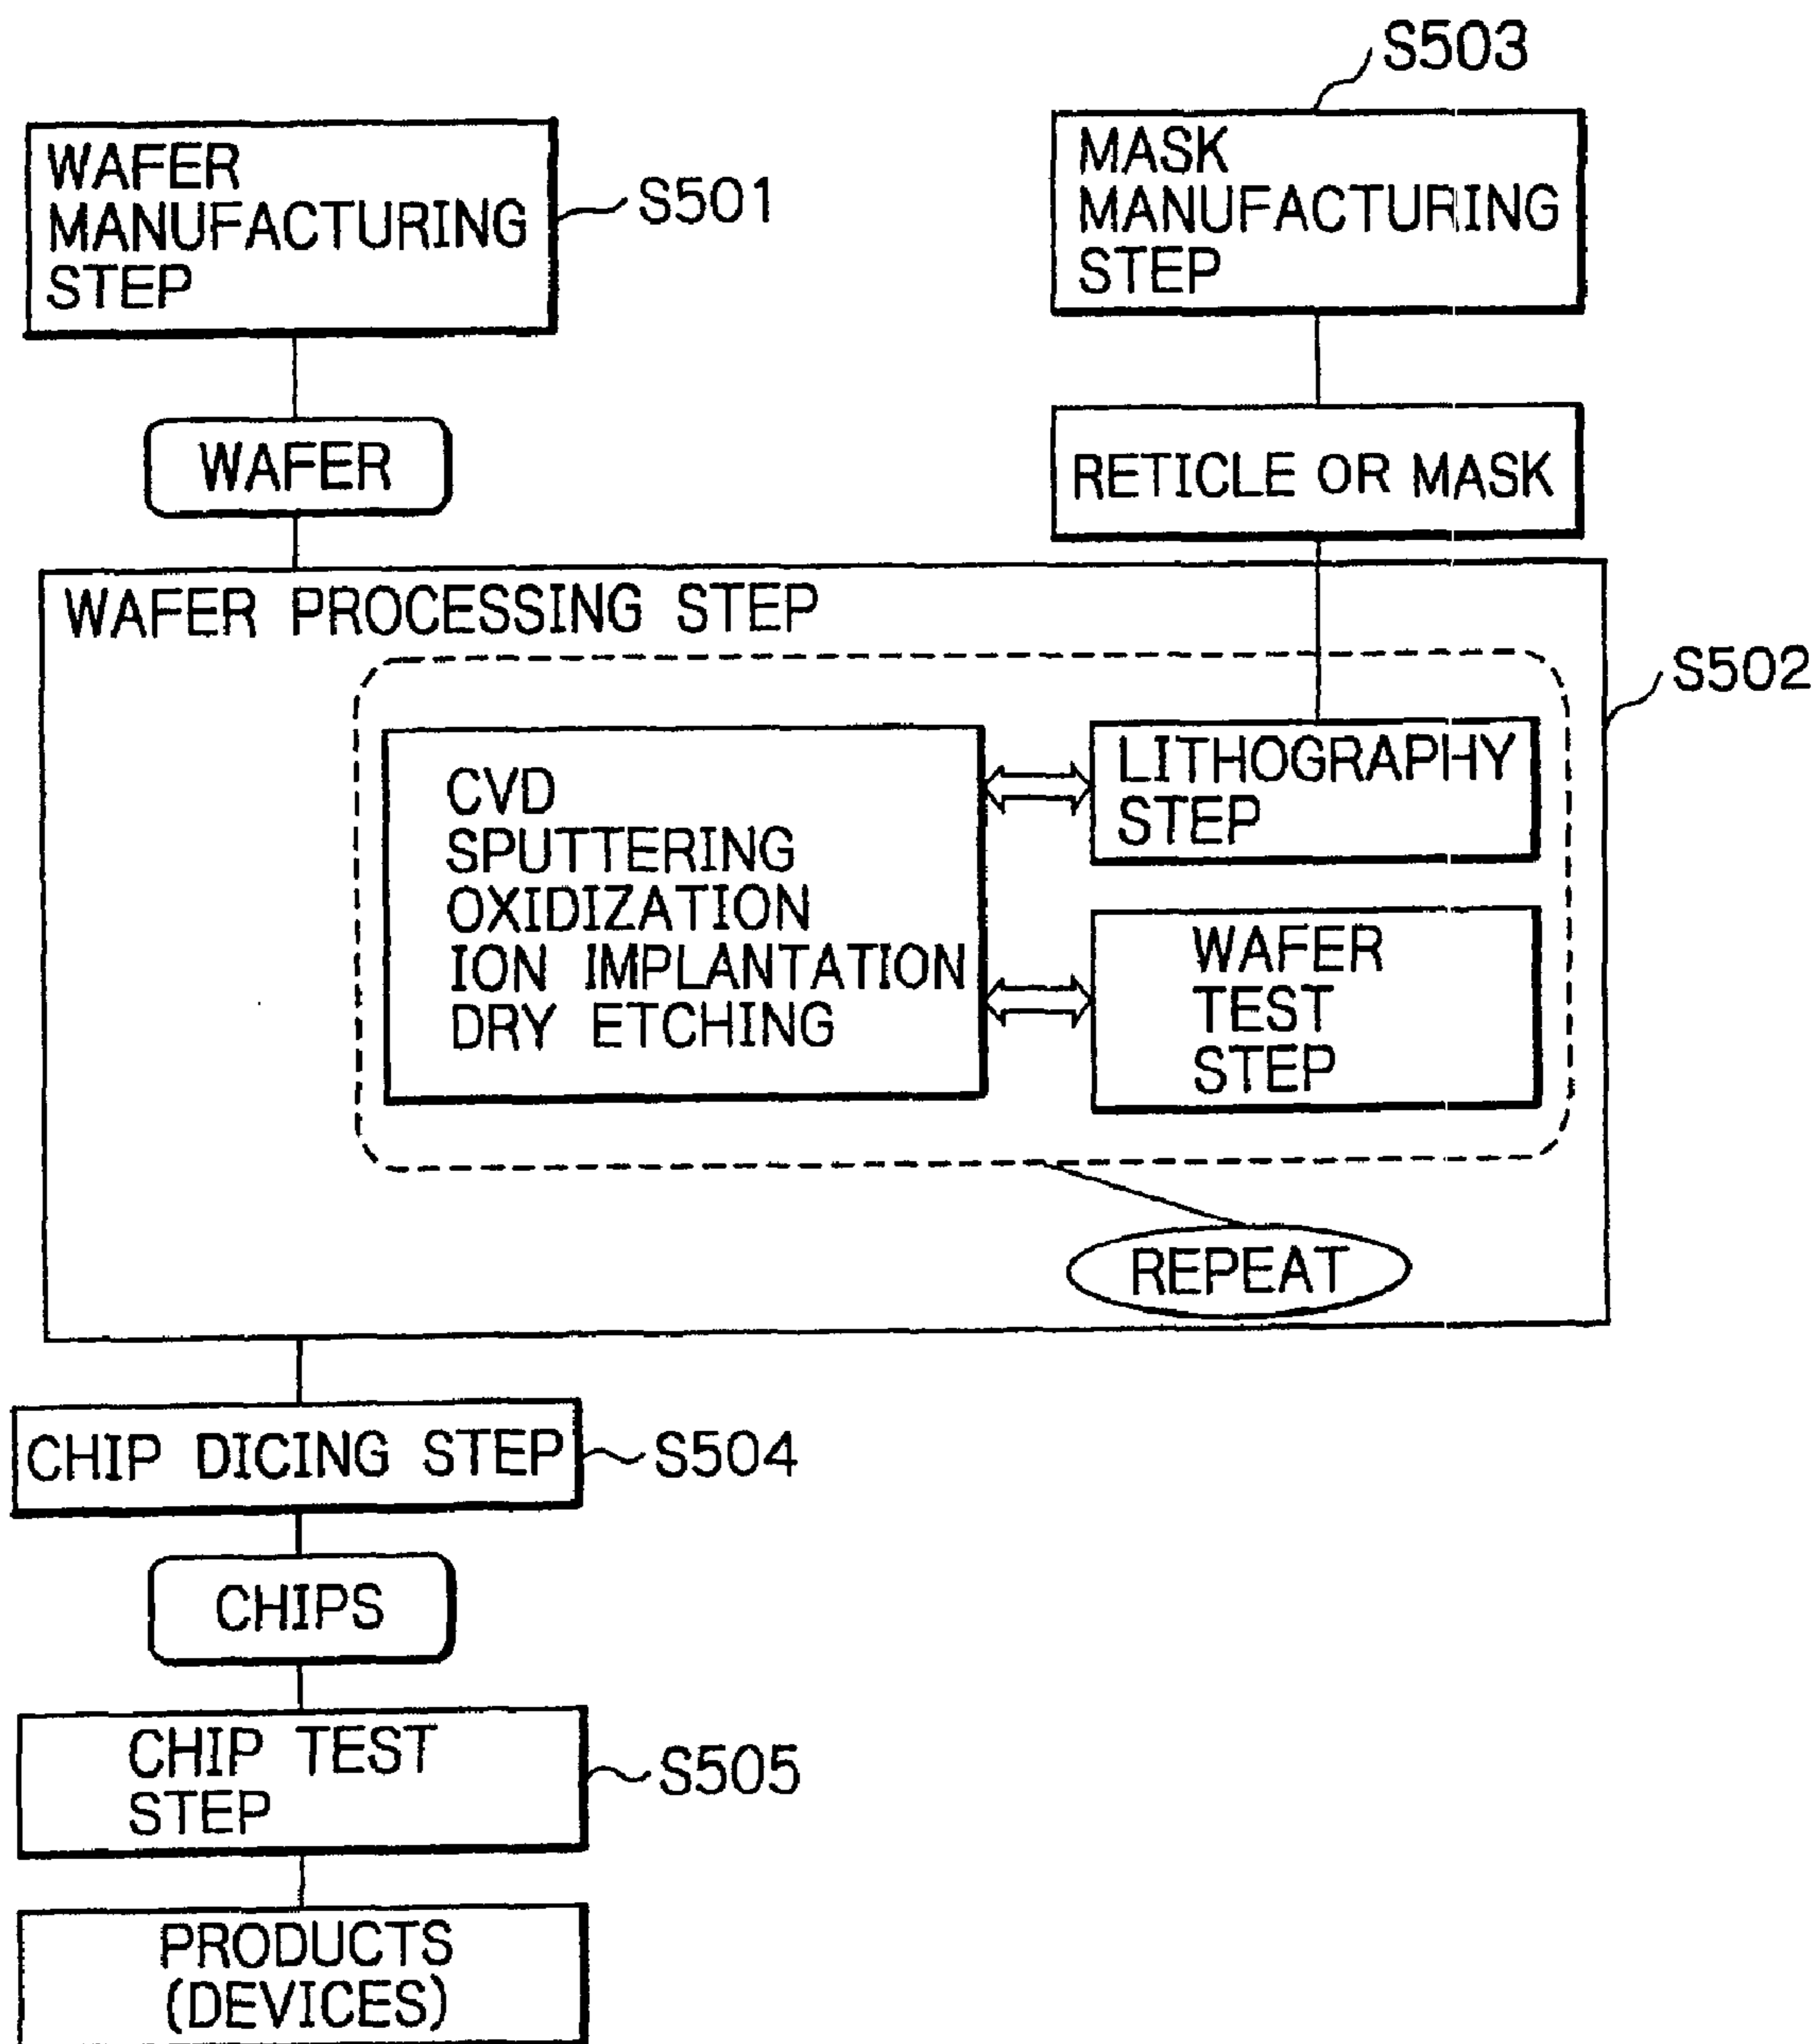 S503
WAFER
MANUFACTURING
STEP
S501
MASK
MANUFACTURING
STEP
WAFER
RETICLE OR MASK
WAFER PROCESSING STEP
S502
CVD
SPUTTERING
OXIDIZATION
ION IMPLANTATION
DRY ETCHING
LITHOGRAPHY
STEP
WAFER
TEST
STEP
REPEAT
CHIP DICING STEP
S504
CHIPS
CHIP TEST
STEP
S505
PRODUCTS
(DEVICES)